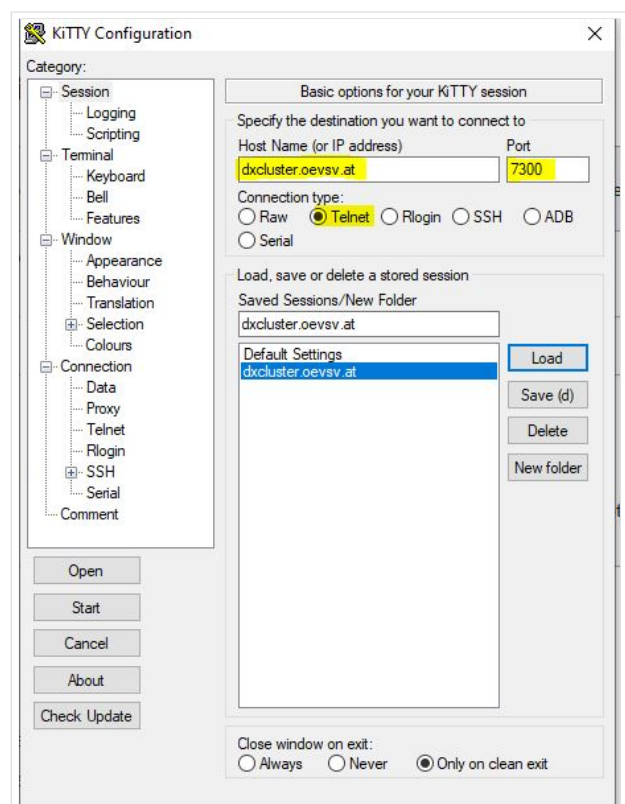 KiTTY Configuration
Category:
Session
Logging
Scripting
Terminal
Keyboard
Bell
Features
Window
Appearance
Behaviour
Translation
Selection
Colours
Connection
Data
Proxy
Telnet
Rlogin
SSH
Serial
Comment
Open
Start
Cancel
About
Check Update
Basic options for your KiTTY session
Specify the destination you want to connect to
Host Name (or IP address) Port
dxcluster.oevsv.at 7300
Connection type:
Raw Telnet Rlogin SSH ADB
Serial
Load, save or delete a stored session
Saved Sessions/New Folder
dxcluster.oevsv.at
Default Settings
dxcluster.oevsv.at
Load
Save (d)
Delete
New folder
Close window on exit:
Always Never Only on clean exit